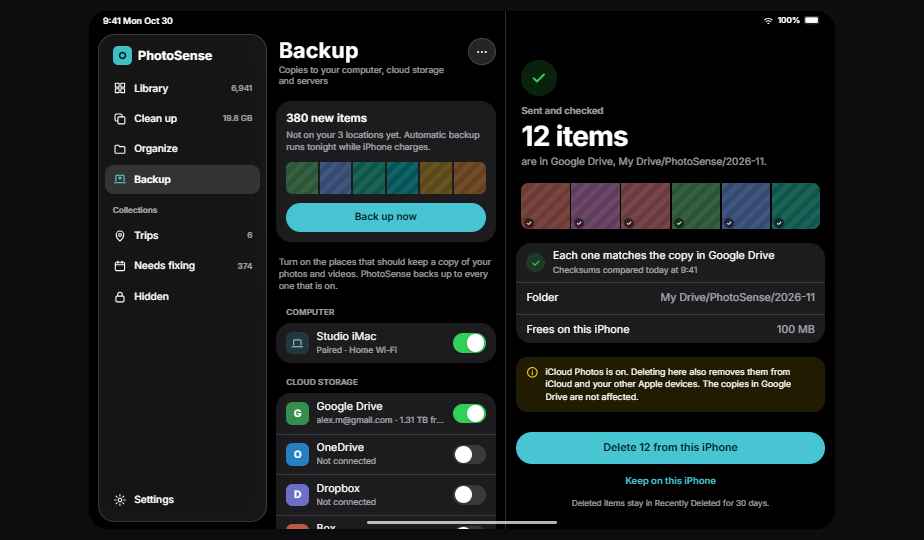 9:41 Mon Oct 30
100%
PhotoSense
Library 6,941
Clean up 19.8 GB
Organize
Backup
Collections
Trips 6
Needs fixing 374
Hidden
Settings
Backup
Copies to your computer, cloud storage
and servers
380 new items
Not on your 3 locations yet. Automatic backup
runs tonight while iPhone charges.
Back up now
Turn on the places that should keep a copy of your
photos and videos. PhotoSense backs up to every
one that is on.
COMPUTER
Studio iMac
Paired · Home Wi-Fi
CLOUD STORAGE
G
Google Drive
alex.m@gmail.com · 1.31 TB fr...
O
OneDrive
Not connected
D
Dropbox
Not connected
Box
Sent and checked
12 items
are in Google Drive, My Drive/PhotoSense/2026-11.
Each one matches the copy in Google Drive
Checksums compared today at 9:41
Folder My Drive/PhotoSense/2026-11
Frees on this iPhone 100 MB
iCloud Photos is on. Deleting here also removes them from
iCloud and your other Apple devices. The copies in Google
Drive are not affected.
Delete 12 from this iPhone
Keep on this iPhone
Deleted items stay in Recently Deleted for 30 days.